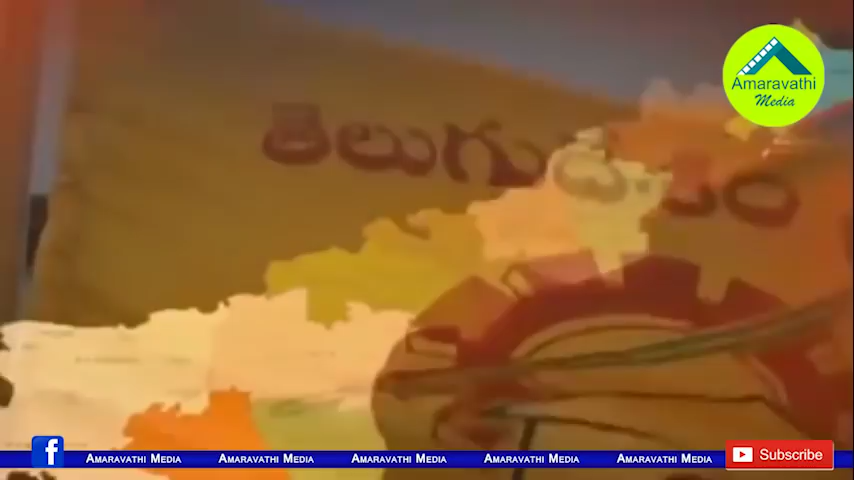 Amaravathi
Media
తెలుగుదేశం
f
AMARAVATHI MEDIA AMARAVATHI MEDIA AMARAVATHI MEDIA AMARAVATHI MEDIA AMARAVATHI MEDIA
Subscribe